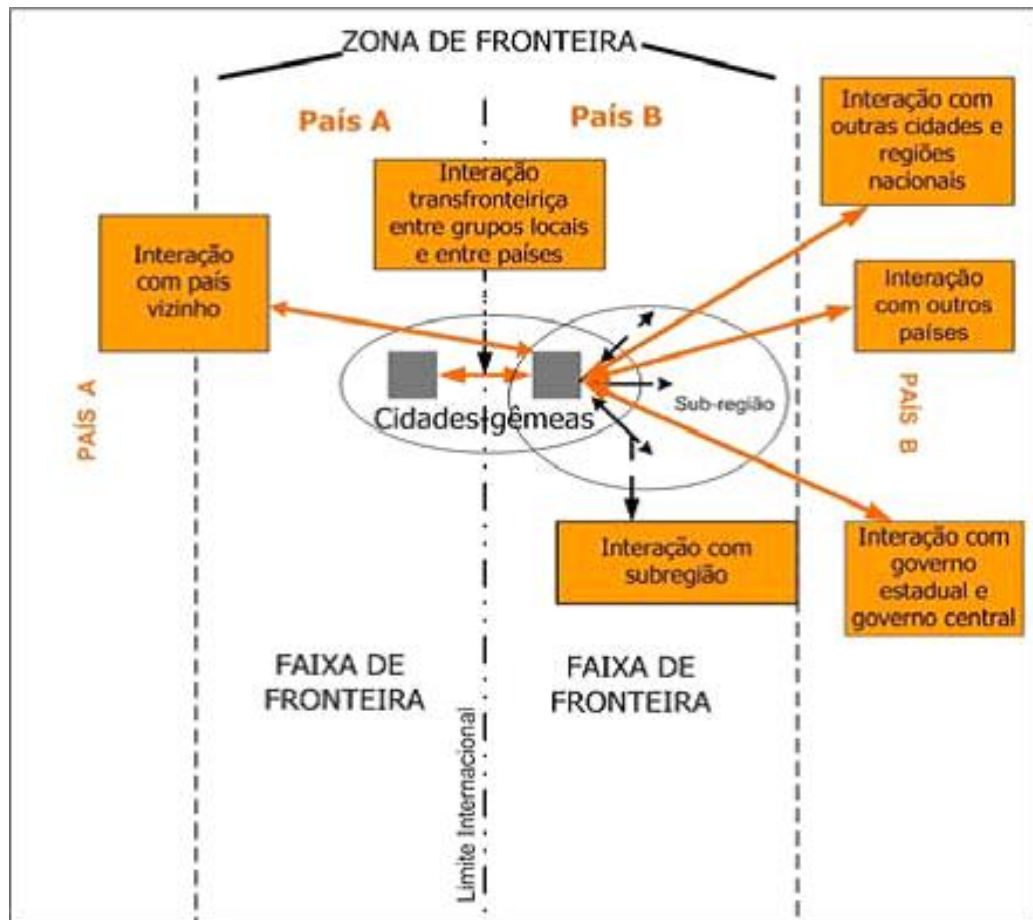 ZONA DE FRONTEIRA
País A
País B
Interação com
outras cidades e
regiões
nacionais
Interação
transfronteiriça
entre grupos locais
e entre países
Interação
com país
vizinho
Interação
com outros
países
PAÍS A
Cidades-gêmeas
Sub-região
PAÍS B
Interação com
subregião
Interação com
governo
estadual e
governo central
FAIXA DE
FRONTEIRA
FAIXA DE
FRONTEIRA
Limite Internacional